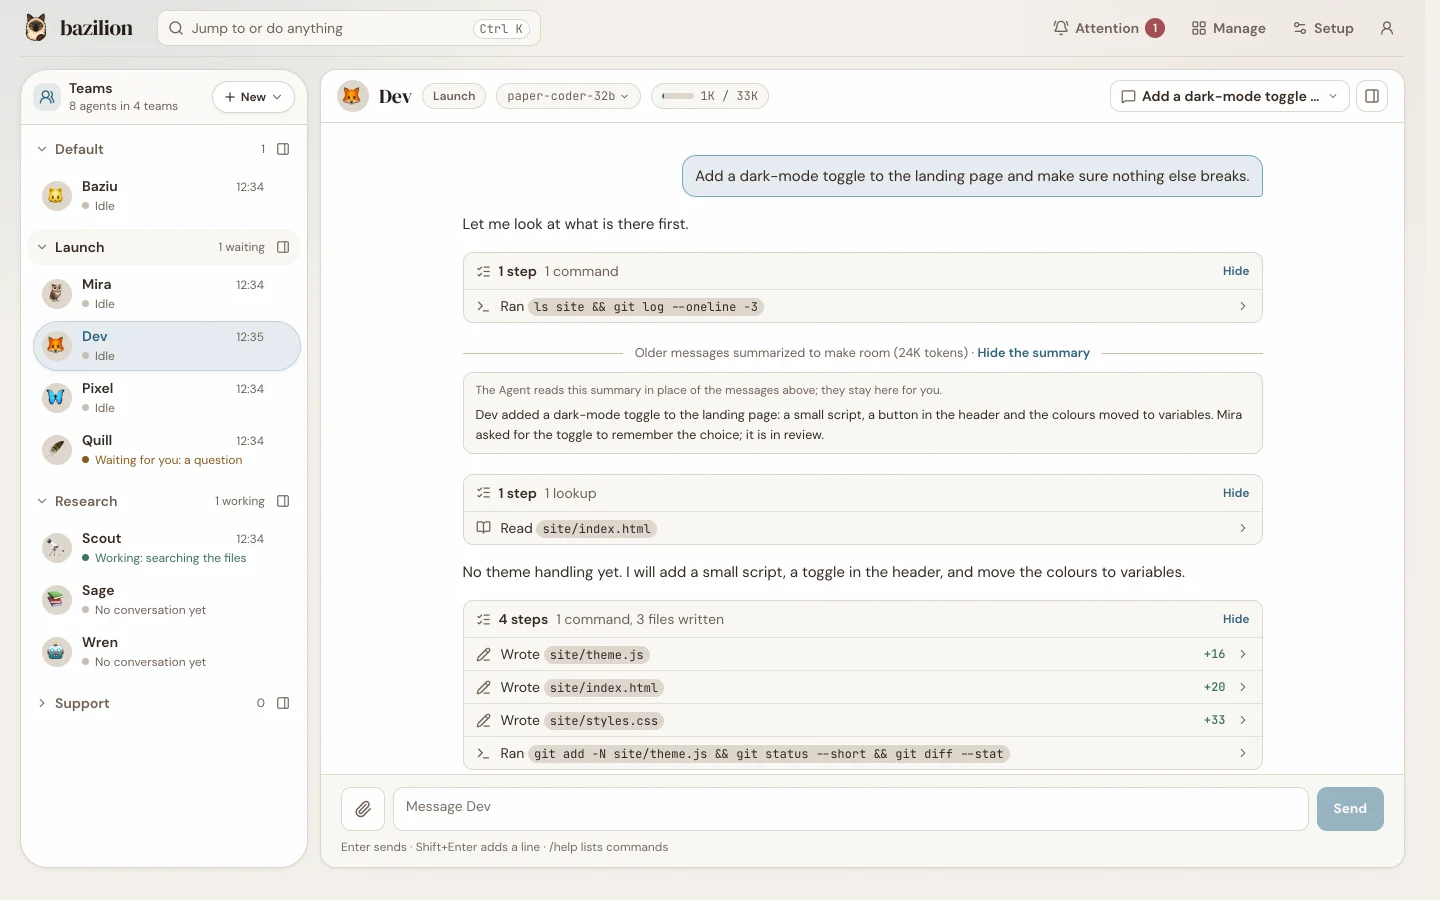 bazilion
Jump to or do anything
Ctrl K
Attention 1
Manage
Setup
Teams
8 agents in 4 teams
+ New
Default
1
Baziu
12:34
Idle
Launch
1 waiting
Mira
12:34
Idle
Dev
12:35
Idle
Pixel
12:34
Idle
Quill
12:34
Waiting for you: a question
Research
1 working
Scout
12:34
Working: searching the files
Sage
No conversation yet
Wren
No conversation yet
Support
0
Dev
Launch
paper-coder-32b
1K / 33K
Add a dark-mode toggle ...
Add a dark-mode toggle to the landing page and make sure nothing else breaks.
Let me look at what is there first.
1 step 1 command
Hide
Ran ls site && git log --oneline -3
Older messages summarized to make room (24K tokens) · Hide the summary
The Agent reads this summary in place of the messages above; they stay here for you.
Dev added a dark-mode toggle to the landing page: a small script, a button in the header and the colours moved to variables. Mira
asked for the toggle to remember the choice; it is in review.
1 step 1 lookup
Hide
Read site/index.html
No theme handling yet. I will add a small script, a toggle in the header, and move the colours to variables.
4 steps 1 command, 3 files written
Hide
Wrote site/theme.js
+16
Wrote site/index.html
+20
Wrote site/styles.css
+33
Ran git add -N site/theme.js && git status --short && git diff --stat
Message Dev
Send
Enter sends · Shift+Enter adds a line · /help lists commands